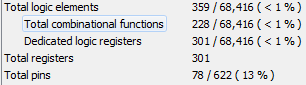 Total logic elements 359 / 68,416 ( < 1 % )
Total combinational functions 228 / 68,416 ( < 1 % )
Dedicated logic registers 301 / 68,416 ( < 1 % )
Total registers 301
Total pins 78 / 622 ( 13 % )